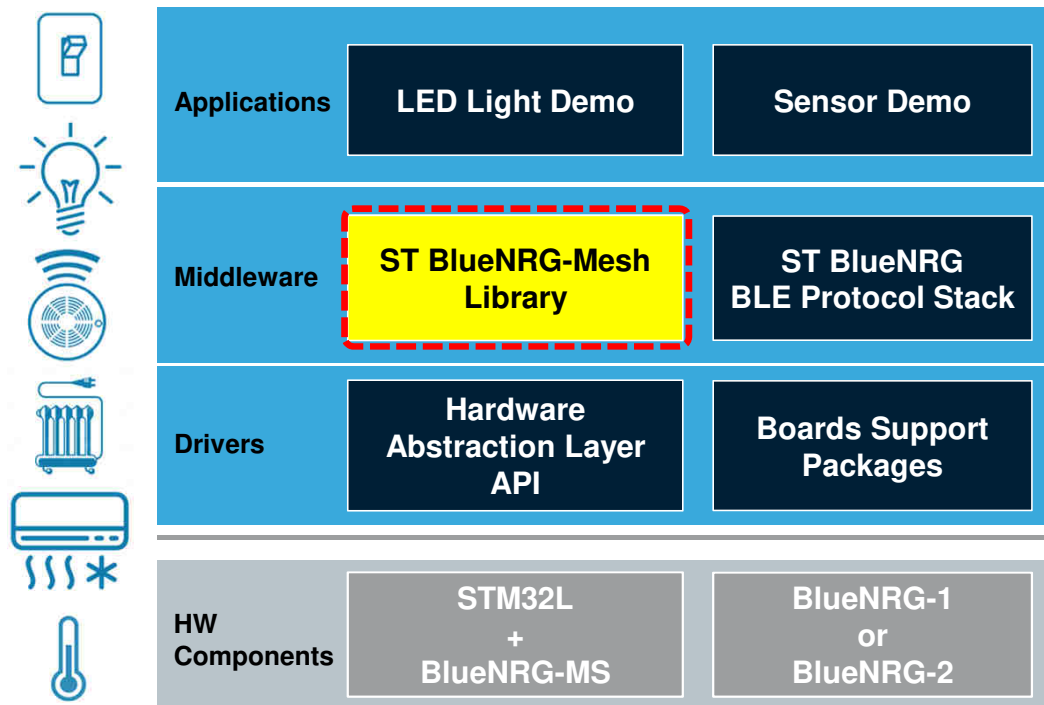 Applications
LED Light Demo
Sensor Demo
Middleware
ST BlueNRG-Mesh
Library
ST BlueNRG
BLE Protocol Stack
Drivers
Hardware
Abstraction Layer
API
Boards Support
Packages
HW
Components
STM32L
+
BlueNRG-MS
BlueNRG-1
or
BlueNRG-2